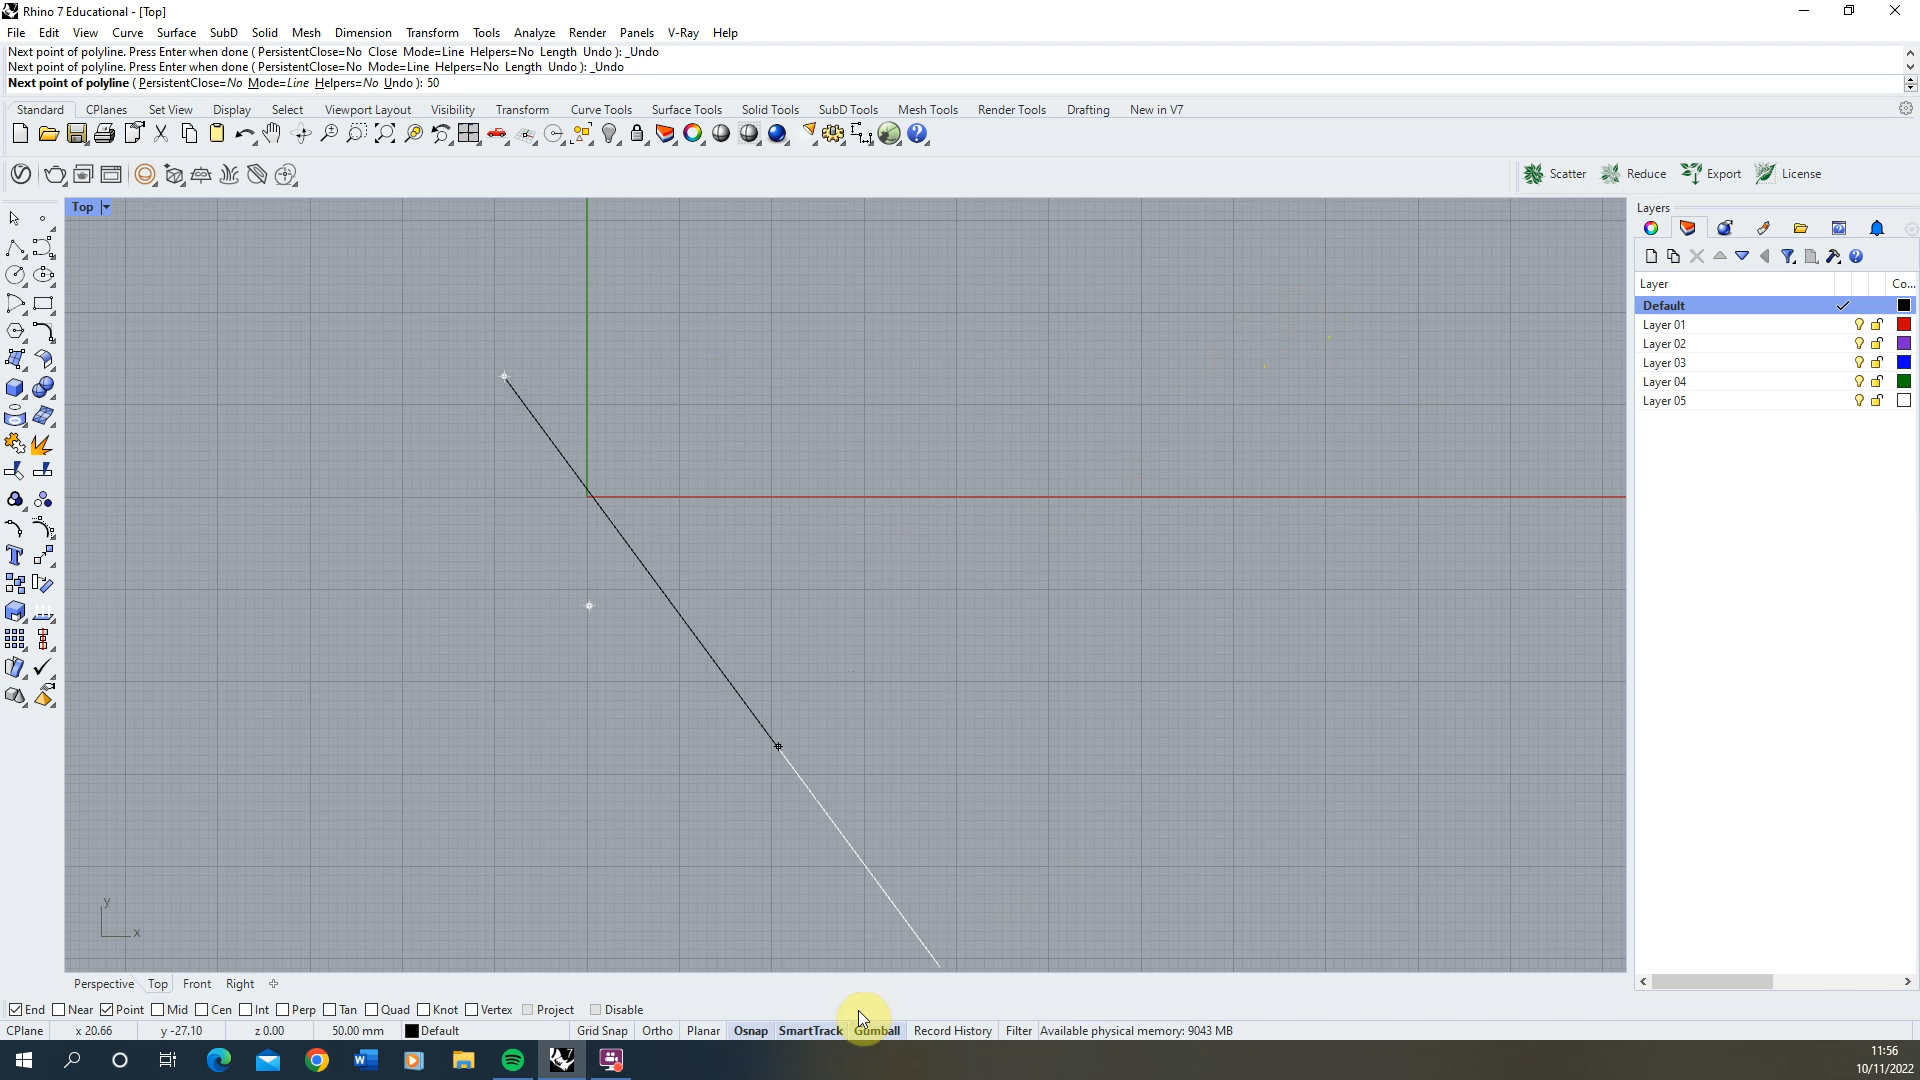 Rhino 7 Educational - [Top]
File Edit View Curve Surface SubD Solid Mesh Dimension Transform Tools Analyze Render Panels V-Ray Help
Next point of polyline. Press Enter when done ( PersistentClose=No Close Mode=Line Helpers=No Length Undo ): _Undo
Next point of polyline. Press Enter when done ( PersistentClose=No Mode=Line Helpers=No Length Undo ): _Undo
Next point of polyline ( PersistentClose=No Mode=Line Helpers=No Undo ): 50
Standard CPlanes Set View Display Select Viewport Layout Visibility Transform Curve Tools Surface Tools Solid Tools SubD Tools Mesh Tools Render Tools Drafting New in V7
Scatter Reduce Export License
Top
Layers
Layer Co...
Default
Layer 01
Layer 02
Layer 03
Layer 04
Layer 05
y
x
Perspective Top Front Right
End Near Point Mid Cen Int Perp Tan Quad Knot Vertex Project Disable
CPlane x 20.66 y -27.10 z 0.00 50.00 mm Default Grid Snap Ortho Planar Osnap SmartTrack Gumball Record History Filter Available physical memory: 9043 MB
11:56
10/11/2022